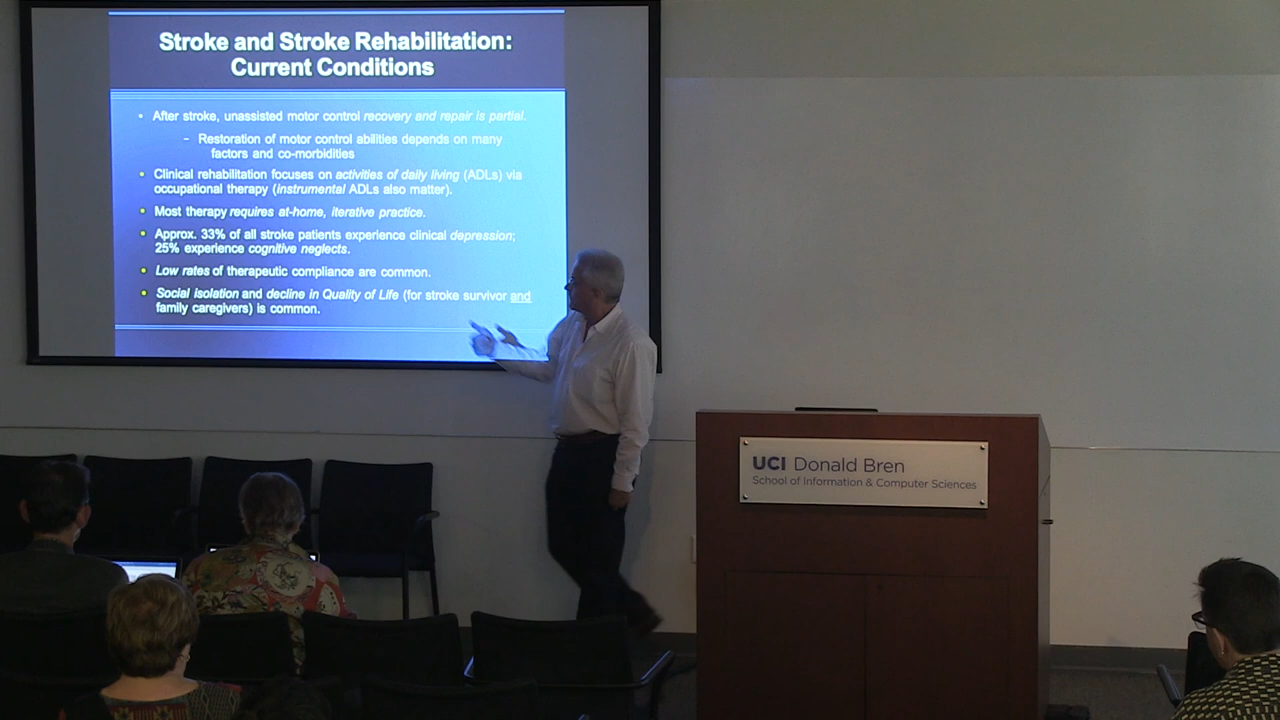 Stroke and Stroke Rehabilitation:
Current Conditions
• After stroke, unassisted motor control recovery and repair is partial.
– Restoration of motor control abilities depends on many
factors and co-morbidities
• Clinical rehabilitation focuses on activities of daily living (ADLs) via
occupational therapy (instrumental ADLs also matter).
• Most therapy requires at-home, iterative practice.
• Approx. 33% of all stroke patients experience clinical depression;
25% experience cognitive neglects.
• Low rates of therapeutic compliance are common.
• Social isolation and decline in Quality of Life (for stroke survivor and
family caregivers) is common.
UCI Donald Bren
School of Information & Computer Sciences